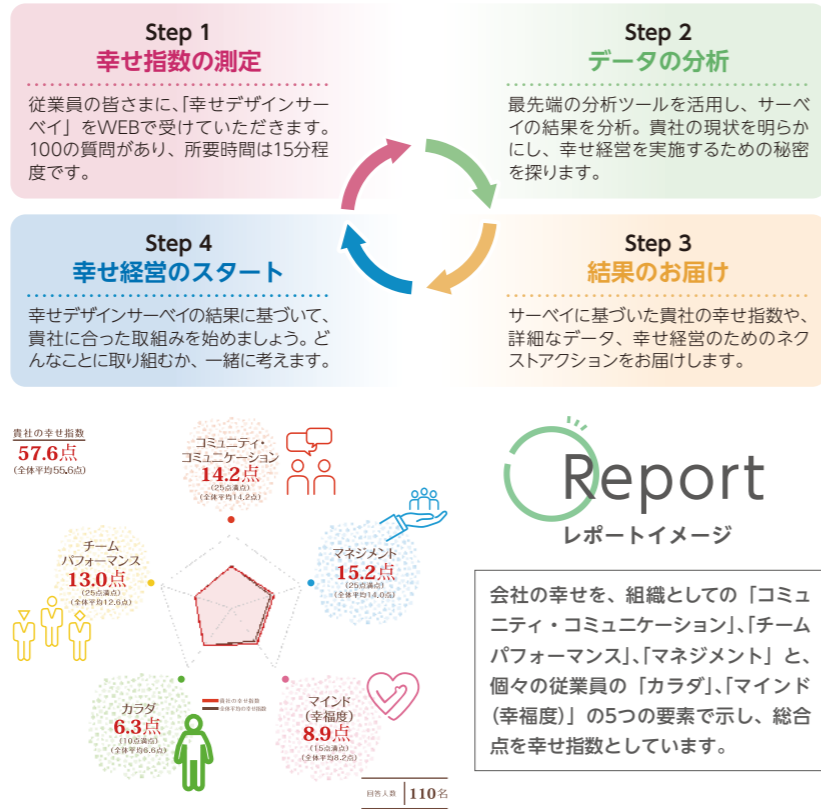 Step 1
幸せ指数の測定
従業員の皆さまに、「幸せデザインサー
ベイ」をWEBで受けていただきます。
100の質問があり、所要時間は15分程
度です。
Step 2
データの分析
最先端の分析ツールを活用し、サーベ
イの結果を分析。貴社の現状を明らか
にし、幸せ経営を実施するための秘密
を探ります。
Step 4
幸せ経営のスタート
幸せデザインサーベイの結果に基づいて、
貴社に合った取組みを始めましょう。ど
んなことに取り組むか、一緒に考えます。
Step 3
結果のお届け
サーベイに基づいた貴社の幸せ指数や、
詳細なデータ、幸せ経営のためのネク
ストアクションをお届けします。
貴社の幸せ指数
57.6点
(全体平均55.6点)
コミュニティ・
コミュニケーション
14.2点
(25点満点)
(全体平均14.2点)
チーム
パフォーマンス
13.0点
(25点満点)
(全体平均12.6点)
マネジメント
15.2点
(25点満点)
(全体平均14.0点)
カラダ
6.3点
(10点満点)
(全体平均6.6点)
貴社の幸せ指数
全体平均の幸せ指数
マインド
(幸福度)
8.9点
(15点満点)
(全体平均8.2点)
回答人数 110名
Report
レポートイメージ
会社の幸せを、組織としての「コミュ
ニティ・コミュニケーション」、「チーム
パフォーマンス」、「マネジメント」と、
個々の従業員の「カラダ」、「マインド
(幸福度)」の5つの要素で示し、総合
点を幸せ指数としています。